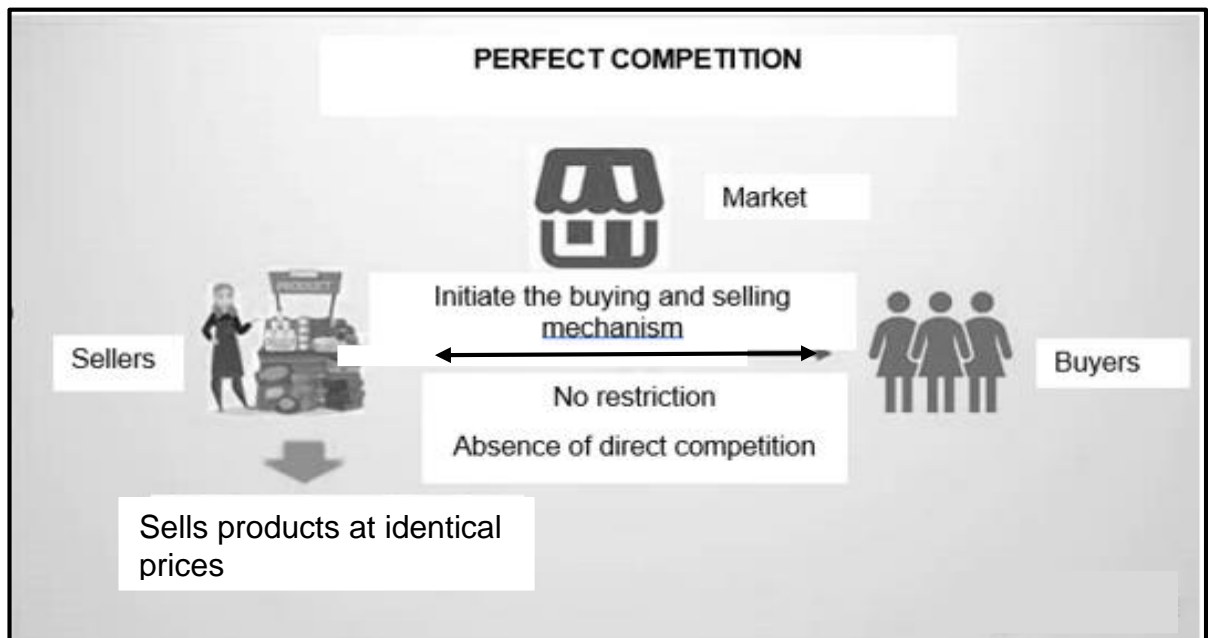 PERFECT COMPETITION
Market
PRODUCT
Initiate the buying and selling
mechanism
Sellers
Buyers
No restriction
Absence of direct competition
Sells products at identical
prices